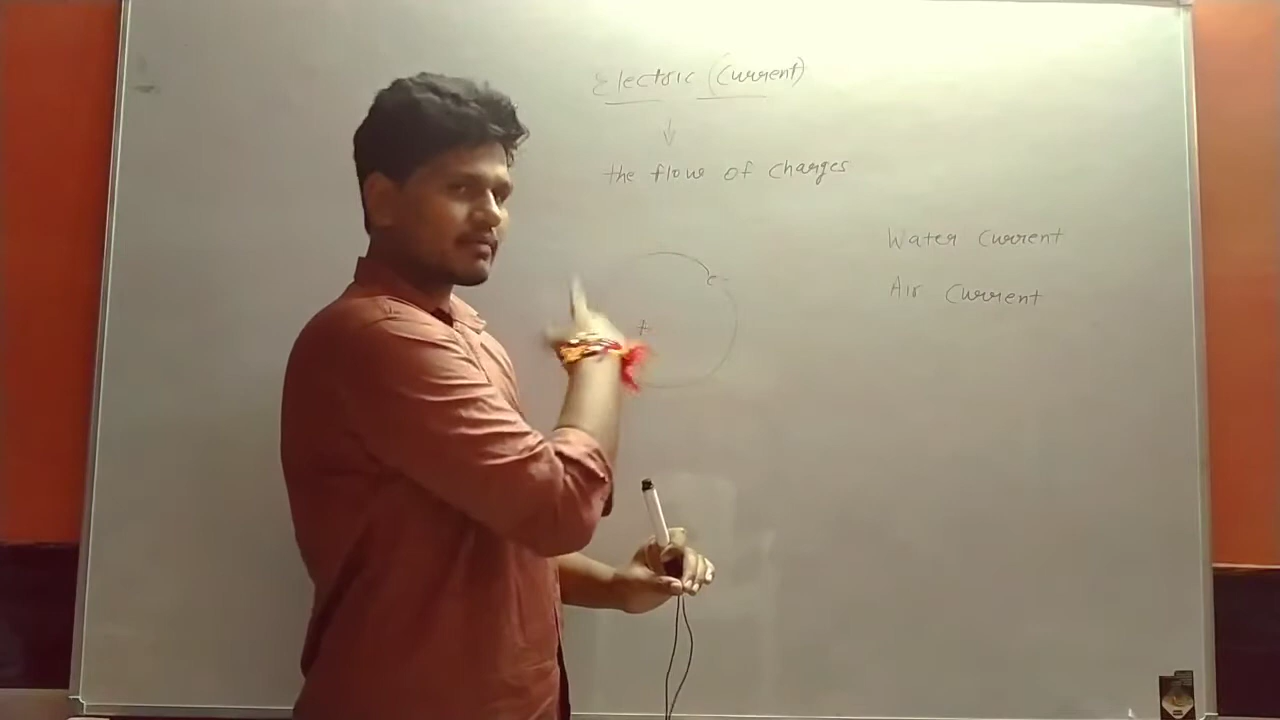 Electric (Current)
↓
the flow of charges
Water Current
Air Current
e-
+